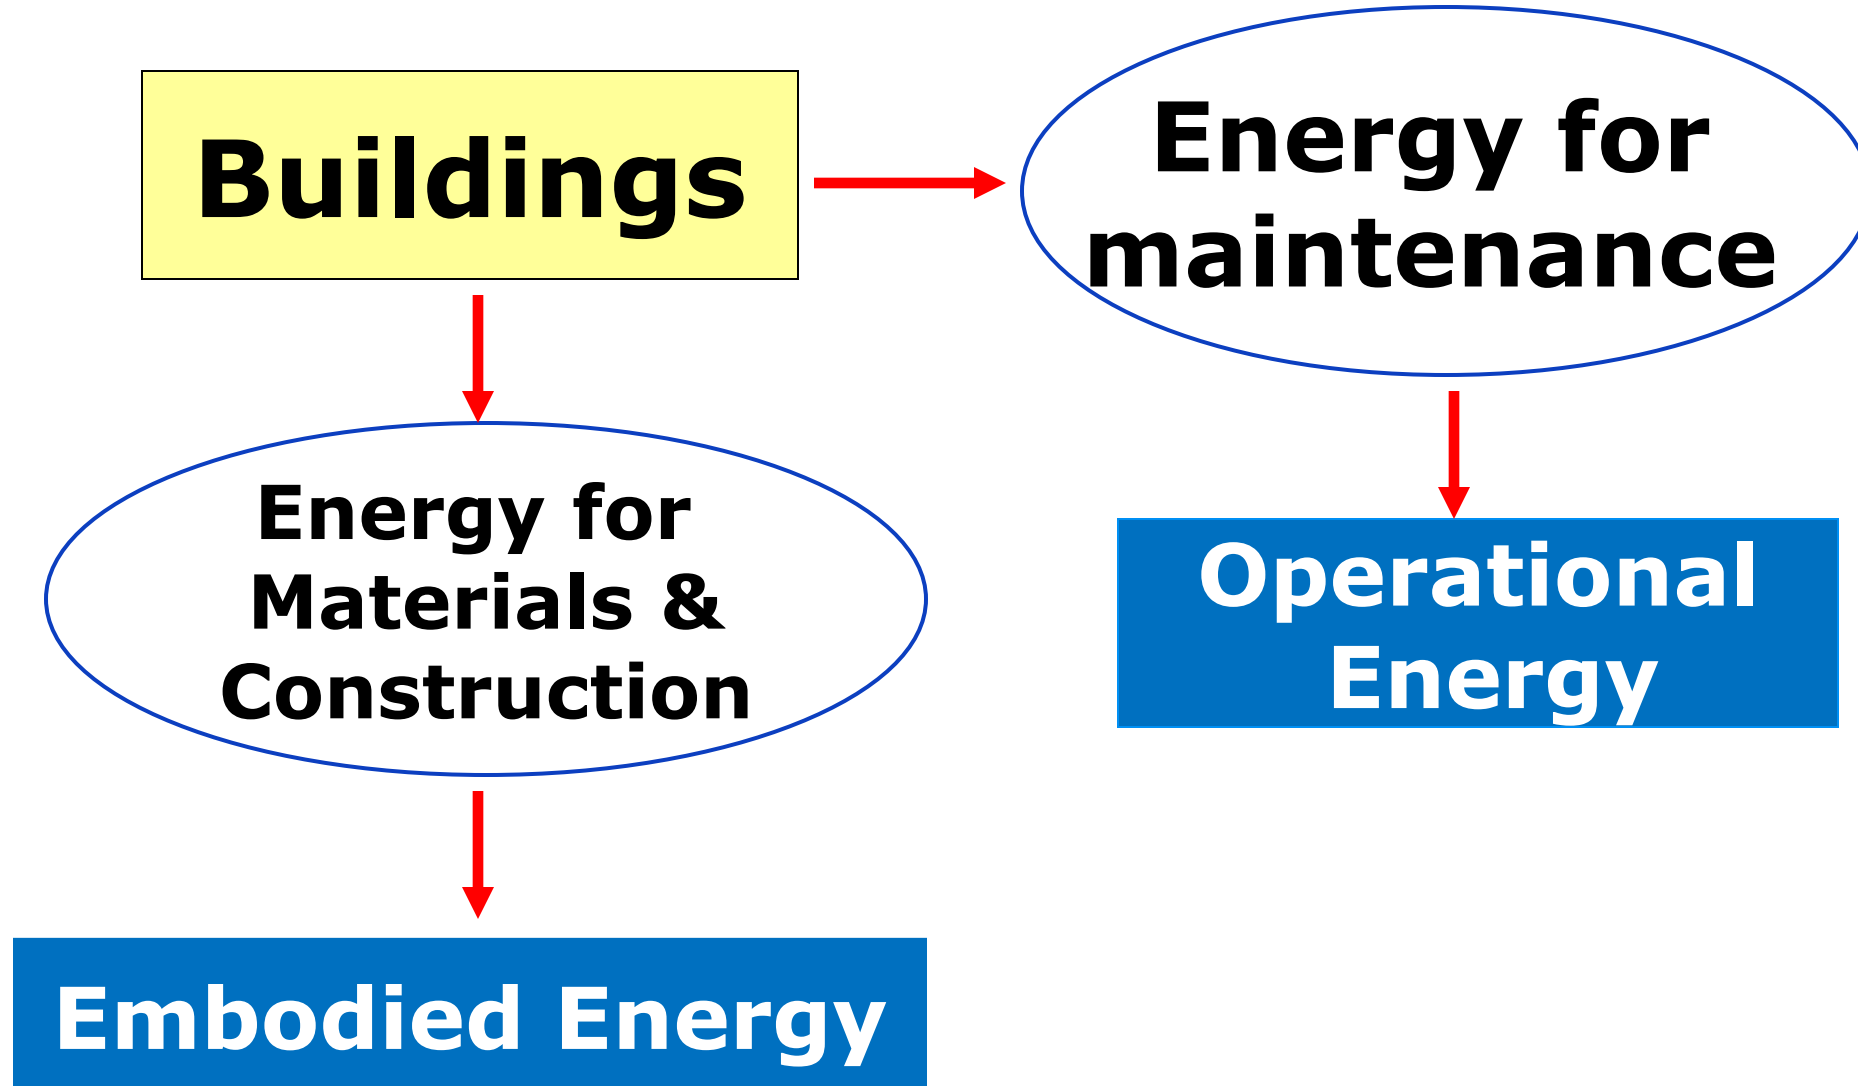 Buildings
Energy for
maintenance
Energy for
Materials &
Construction
Operational
Energy
Embodied Energy